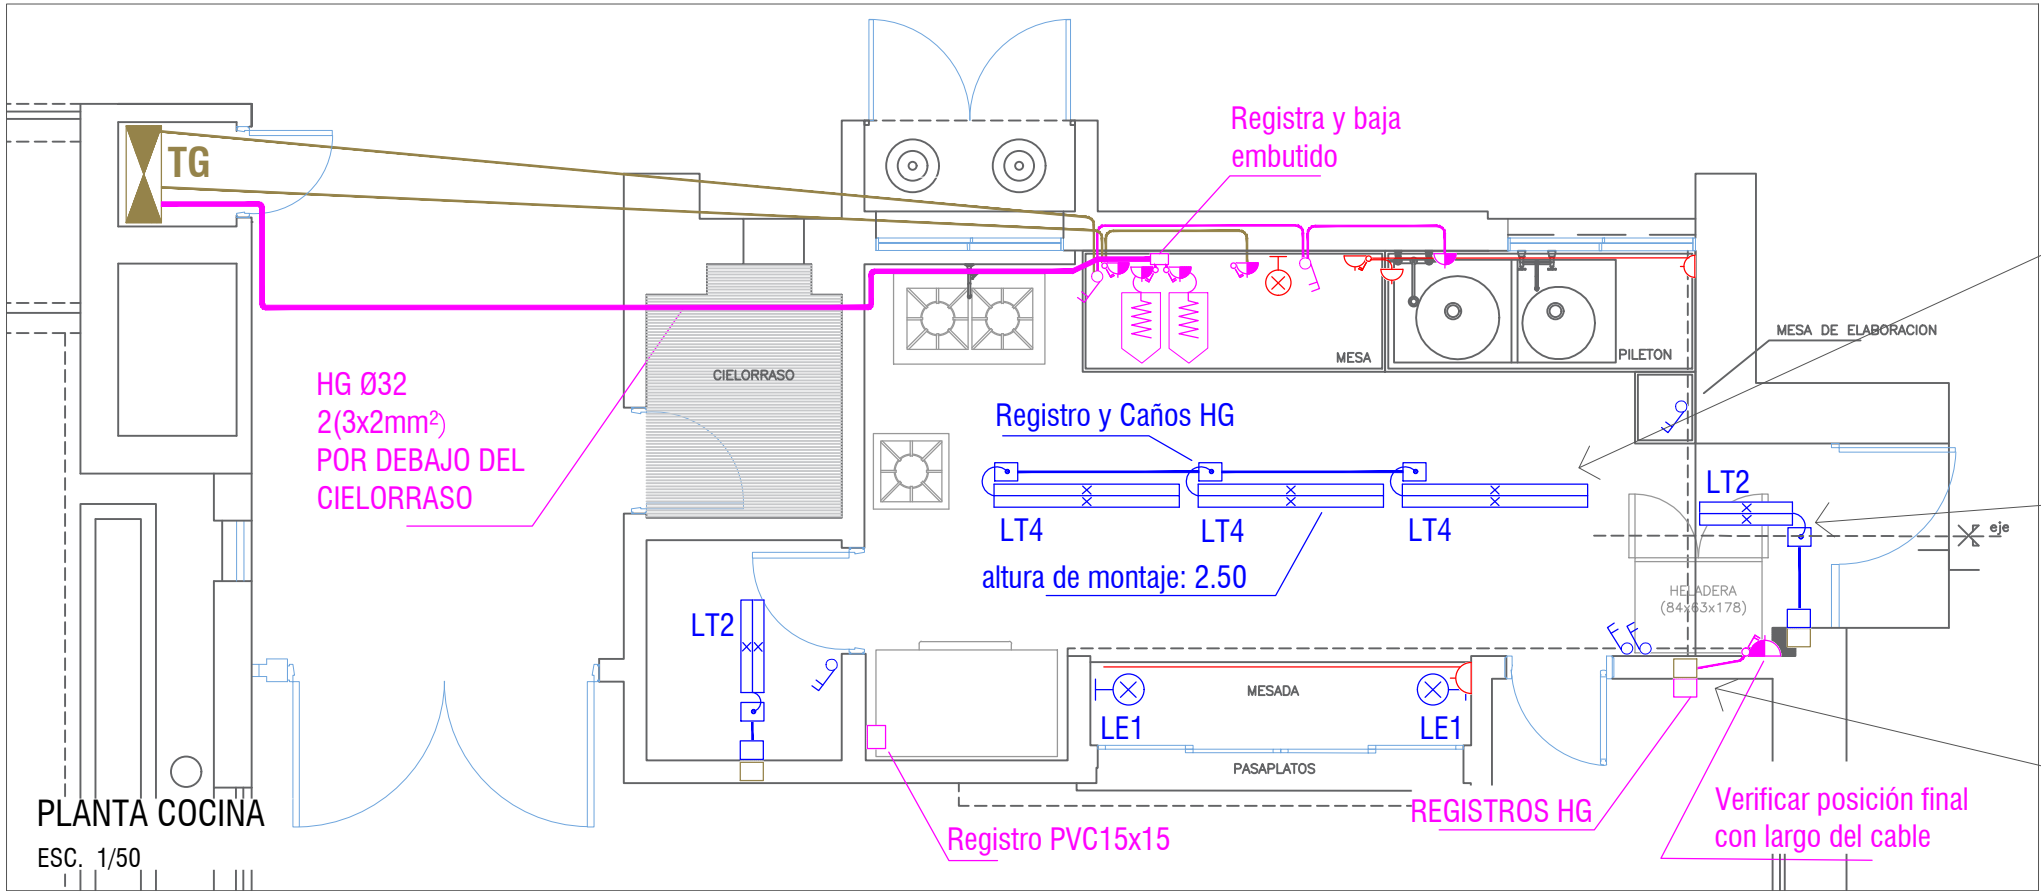 TG
Registra y baja
embutido
MESA DE ELABORACION
MESA
PILETON
CIELORRASO
HG Ø32
2(3x2mm²)
POR DEBAJO DEL
CIELORRASO
Registro y Caños HG
LT4
LT4
LT4
altura de montaje: 2.50
LT2
eje
HELADERA
(84x63x178)
LT2
MESADA
LE1
LE1
PASAPLATOS
PLANTA COCINA
ESC. 1/50
Registro PVC15x15
REGISTROS HG
Verificar posición final
con largo del cable